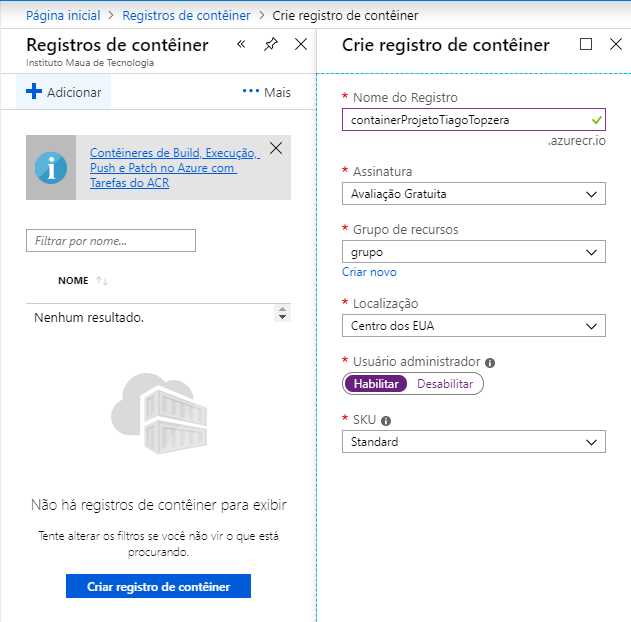 Página inicial > Registros de contêiner > Crie registro de contêiner
Registros de contêiner
Instituto Maua de Tecnologia
Adicionar
Mais
Contêineres de Build, Execução,
Push e Patch no Azure com
Tarefas do ACR
Filtrar por nome...
NOME
Nenhum resultado.
Não há registros de contêiner para exibir
Tente alterar os filtros se você não vir o que está
procurando.
Criar registro de contêiner
Crie registro de contêiner
* Nome do Registro
containerProjetoTiagoTopzera
.azurecr.io
* Assinatura
Avaliação Gratuita
* Grupo de recursos
grupo
Criar novo
* Localização
Centro dos EUA
* Usuário administrador
Habilitar Desabilitar
* SKU
Standard